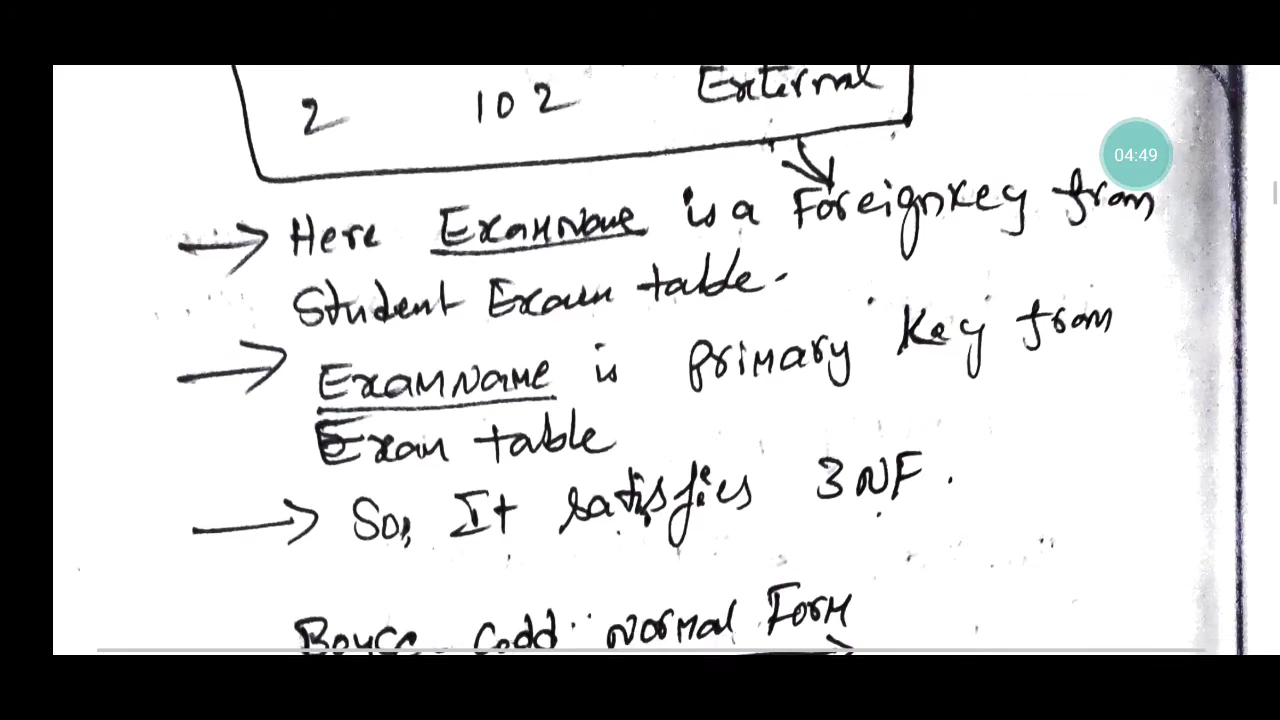 2 102 External
04:49
→ Here ExamName is a Foreignkey from
Student Exam table.
→ ExamName is primary key from
Exam table
→ So, It satisfies 3NF.
Boyce-Codd normal Form